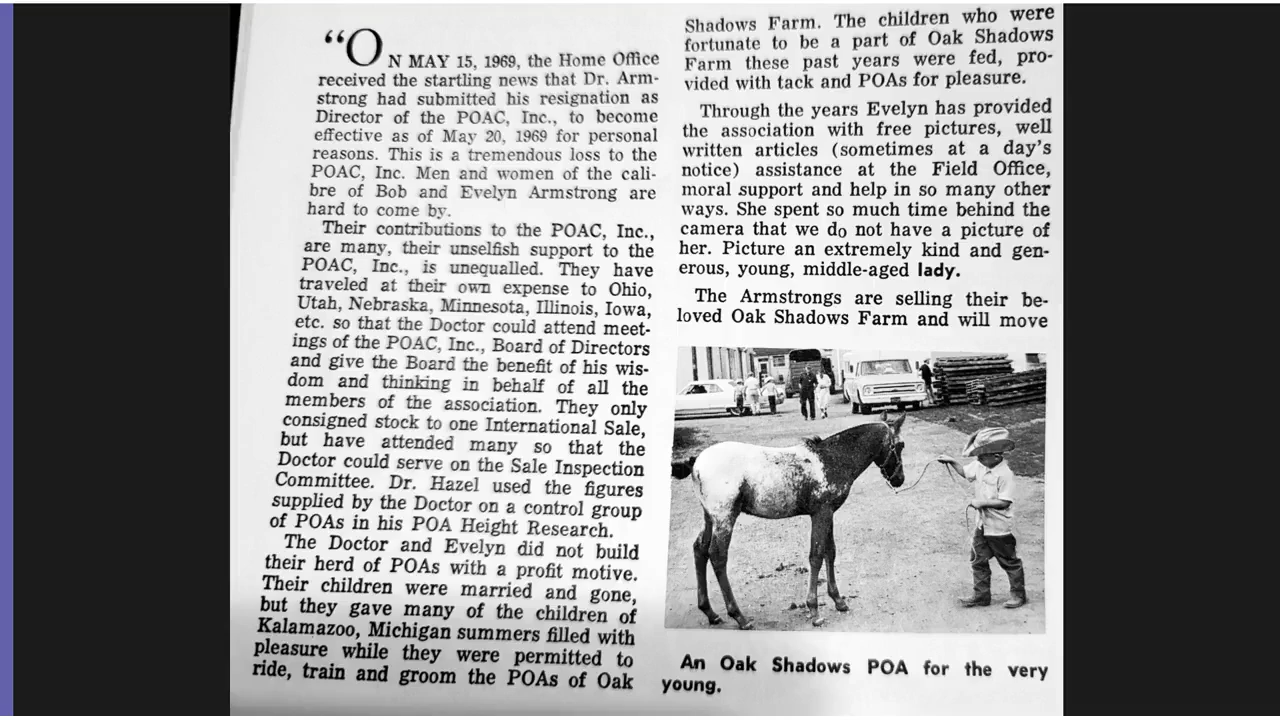 “ON MAY 15, 1969, the Home Office
received the startling news that Dr. Arm-
strong had submitted his resignation as
Director of the POAC, Inc., to become
effective as of May 20, 1969 for personal
reasons. This is a tremendous loss to the
POAC, Inc. Men and women of the cali-
bre of Bob and Evelyn Armstrong are
hard to come by.
Their contributions to the POAC, Inc.,
are many, their unselfish support to the
POAC, Inc., is unequalled. They have
traveled at their own expense to Ohio,
Utah, Nebraska, Minnesota, Illinois, Iowa,
etc. so that the Doctor could attend meet-
ings of the POAC, Inc., Board of Directors
and give the Board the benefit of his wis-
dom and thinking in behalf of all the
members of the association. They only
consigned stock to one International Sale,
but have attended many so that the
Doctor could serve on the Sale Inspection
Committee. Dr. Hazel used the figures
supplied by the Doctor on a control group
of POAs in his POA Height Research.
The Doctor and Evelyn did not build
their herd of POAs with a profit motive.
Their children were married and gone,
but they gave many of the children of
Kalamazoo, Michigan summers filled with
pleasure while they were permitted to
ride, train and groom the POAs of Oak
Shadows Farm. The children who were
fortunate to be a part of Oak Shadows
Farm these past years were fed, pro-
vided with tack and POAs for pleasure.
Through the years Evelyn has provided
the association with free pictures, well
written articles (sometimes at a day’s
notice) assistance at the Field Office,
moral support and help in so many other
ways. She spent so much time behind the
camera that we do not have a picture of
her. Picture an extremely kind and gen-
erous, young, middle-aged lady.
The Armstrongs are selling their be-
loved Oak Shadows Farm and will move
An Oak Shadows POA for the very
young.